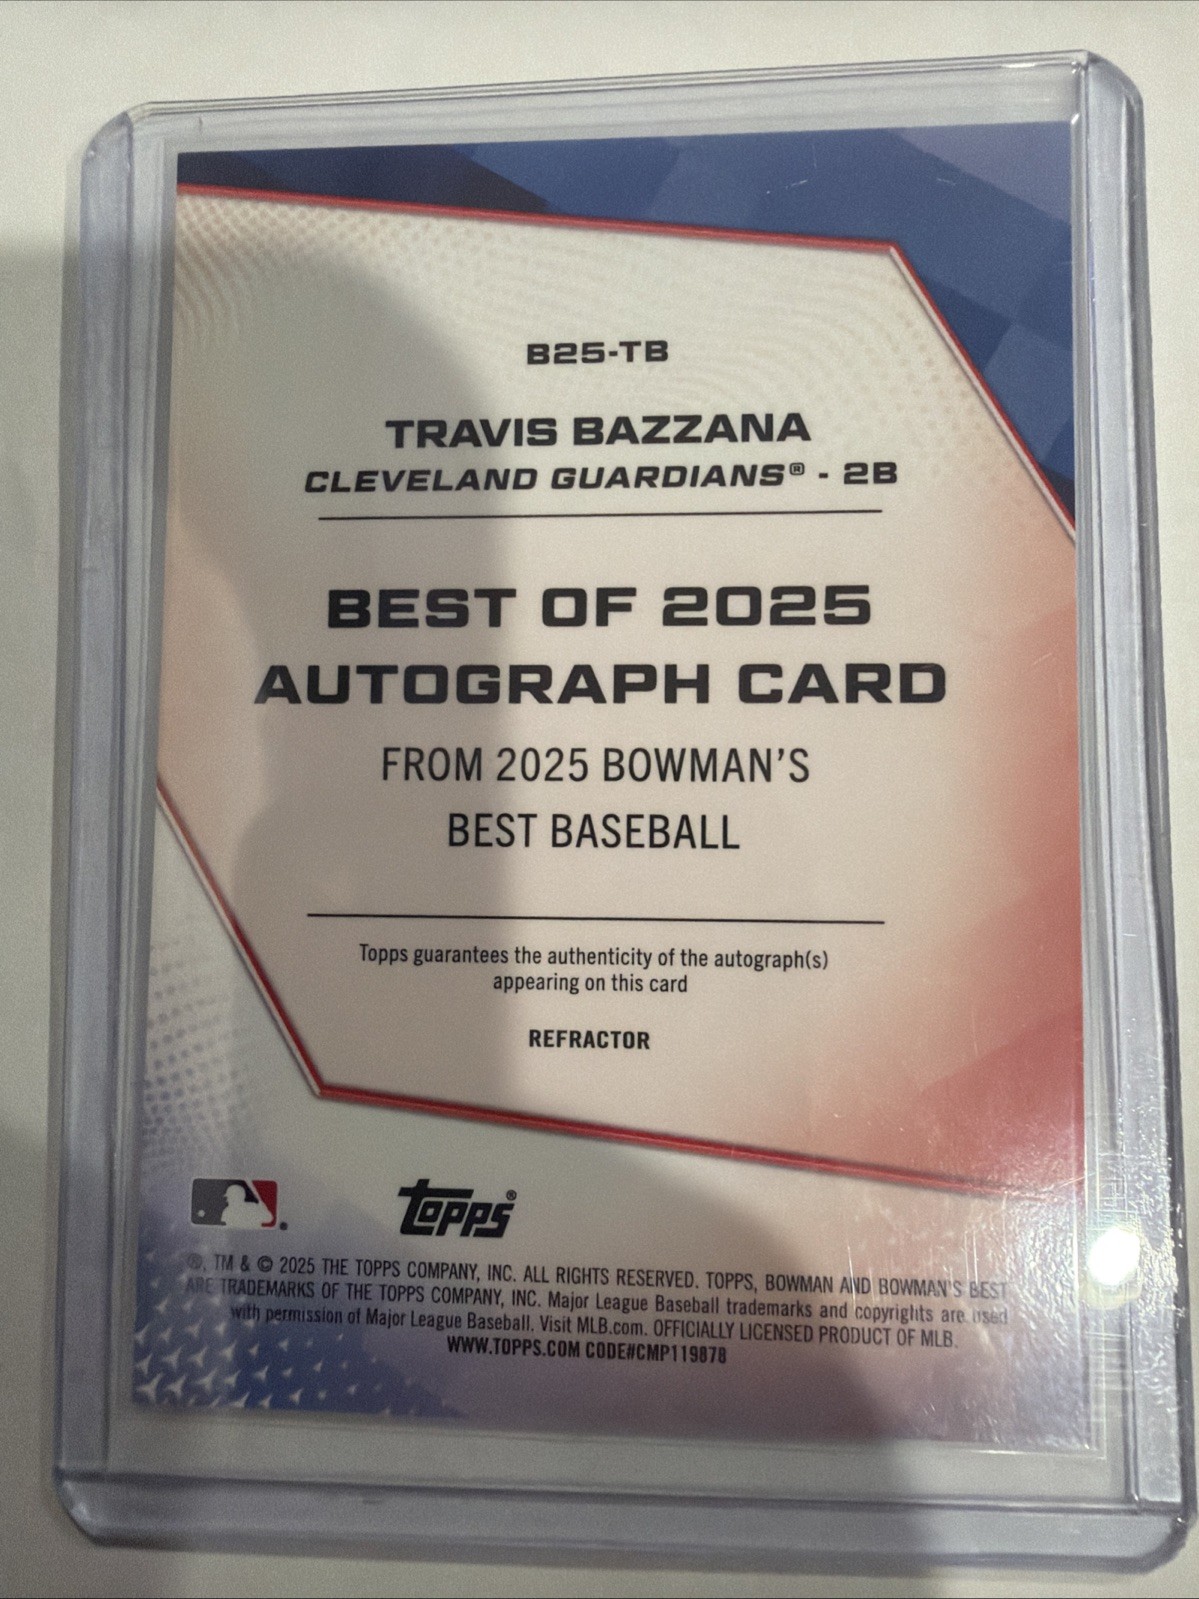 B25-TB
TRAVIS BAZZANA
CLEVELAND GUARDIANS® - 2B
BEST OF 2025
AUTOGRAPH CARD
FROM 2025 BOWMAN'S
BEST BASEBALL
Topps guarantees the authenticity of the autograph(s)
appearing on this card
REFRACTOR
TOPPS®
®, TM & © 2025 THE TOPPS COMPANY, INC. ALL RIGHTS RESERVED. TOPPS, BOWMAN AND BOWMAN'S BEST
ARE TRADEMARKS OF THE TOPPS COMPANY, INC. Major League Baseball trademarks and copyrights are used
with permission of Major League Baseball. Visit MLB.com. OFFICIALLY LICENSED PRODUCT OF MLB.
WWW.TOPPS.COM CODE#CMP119878